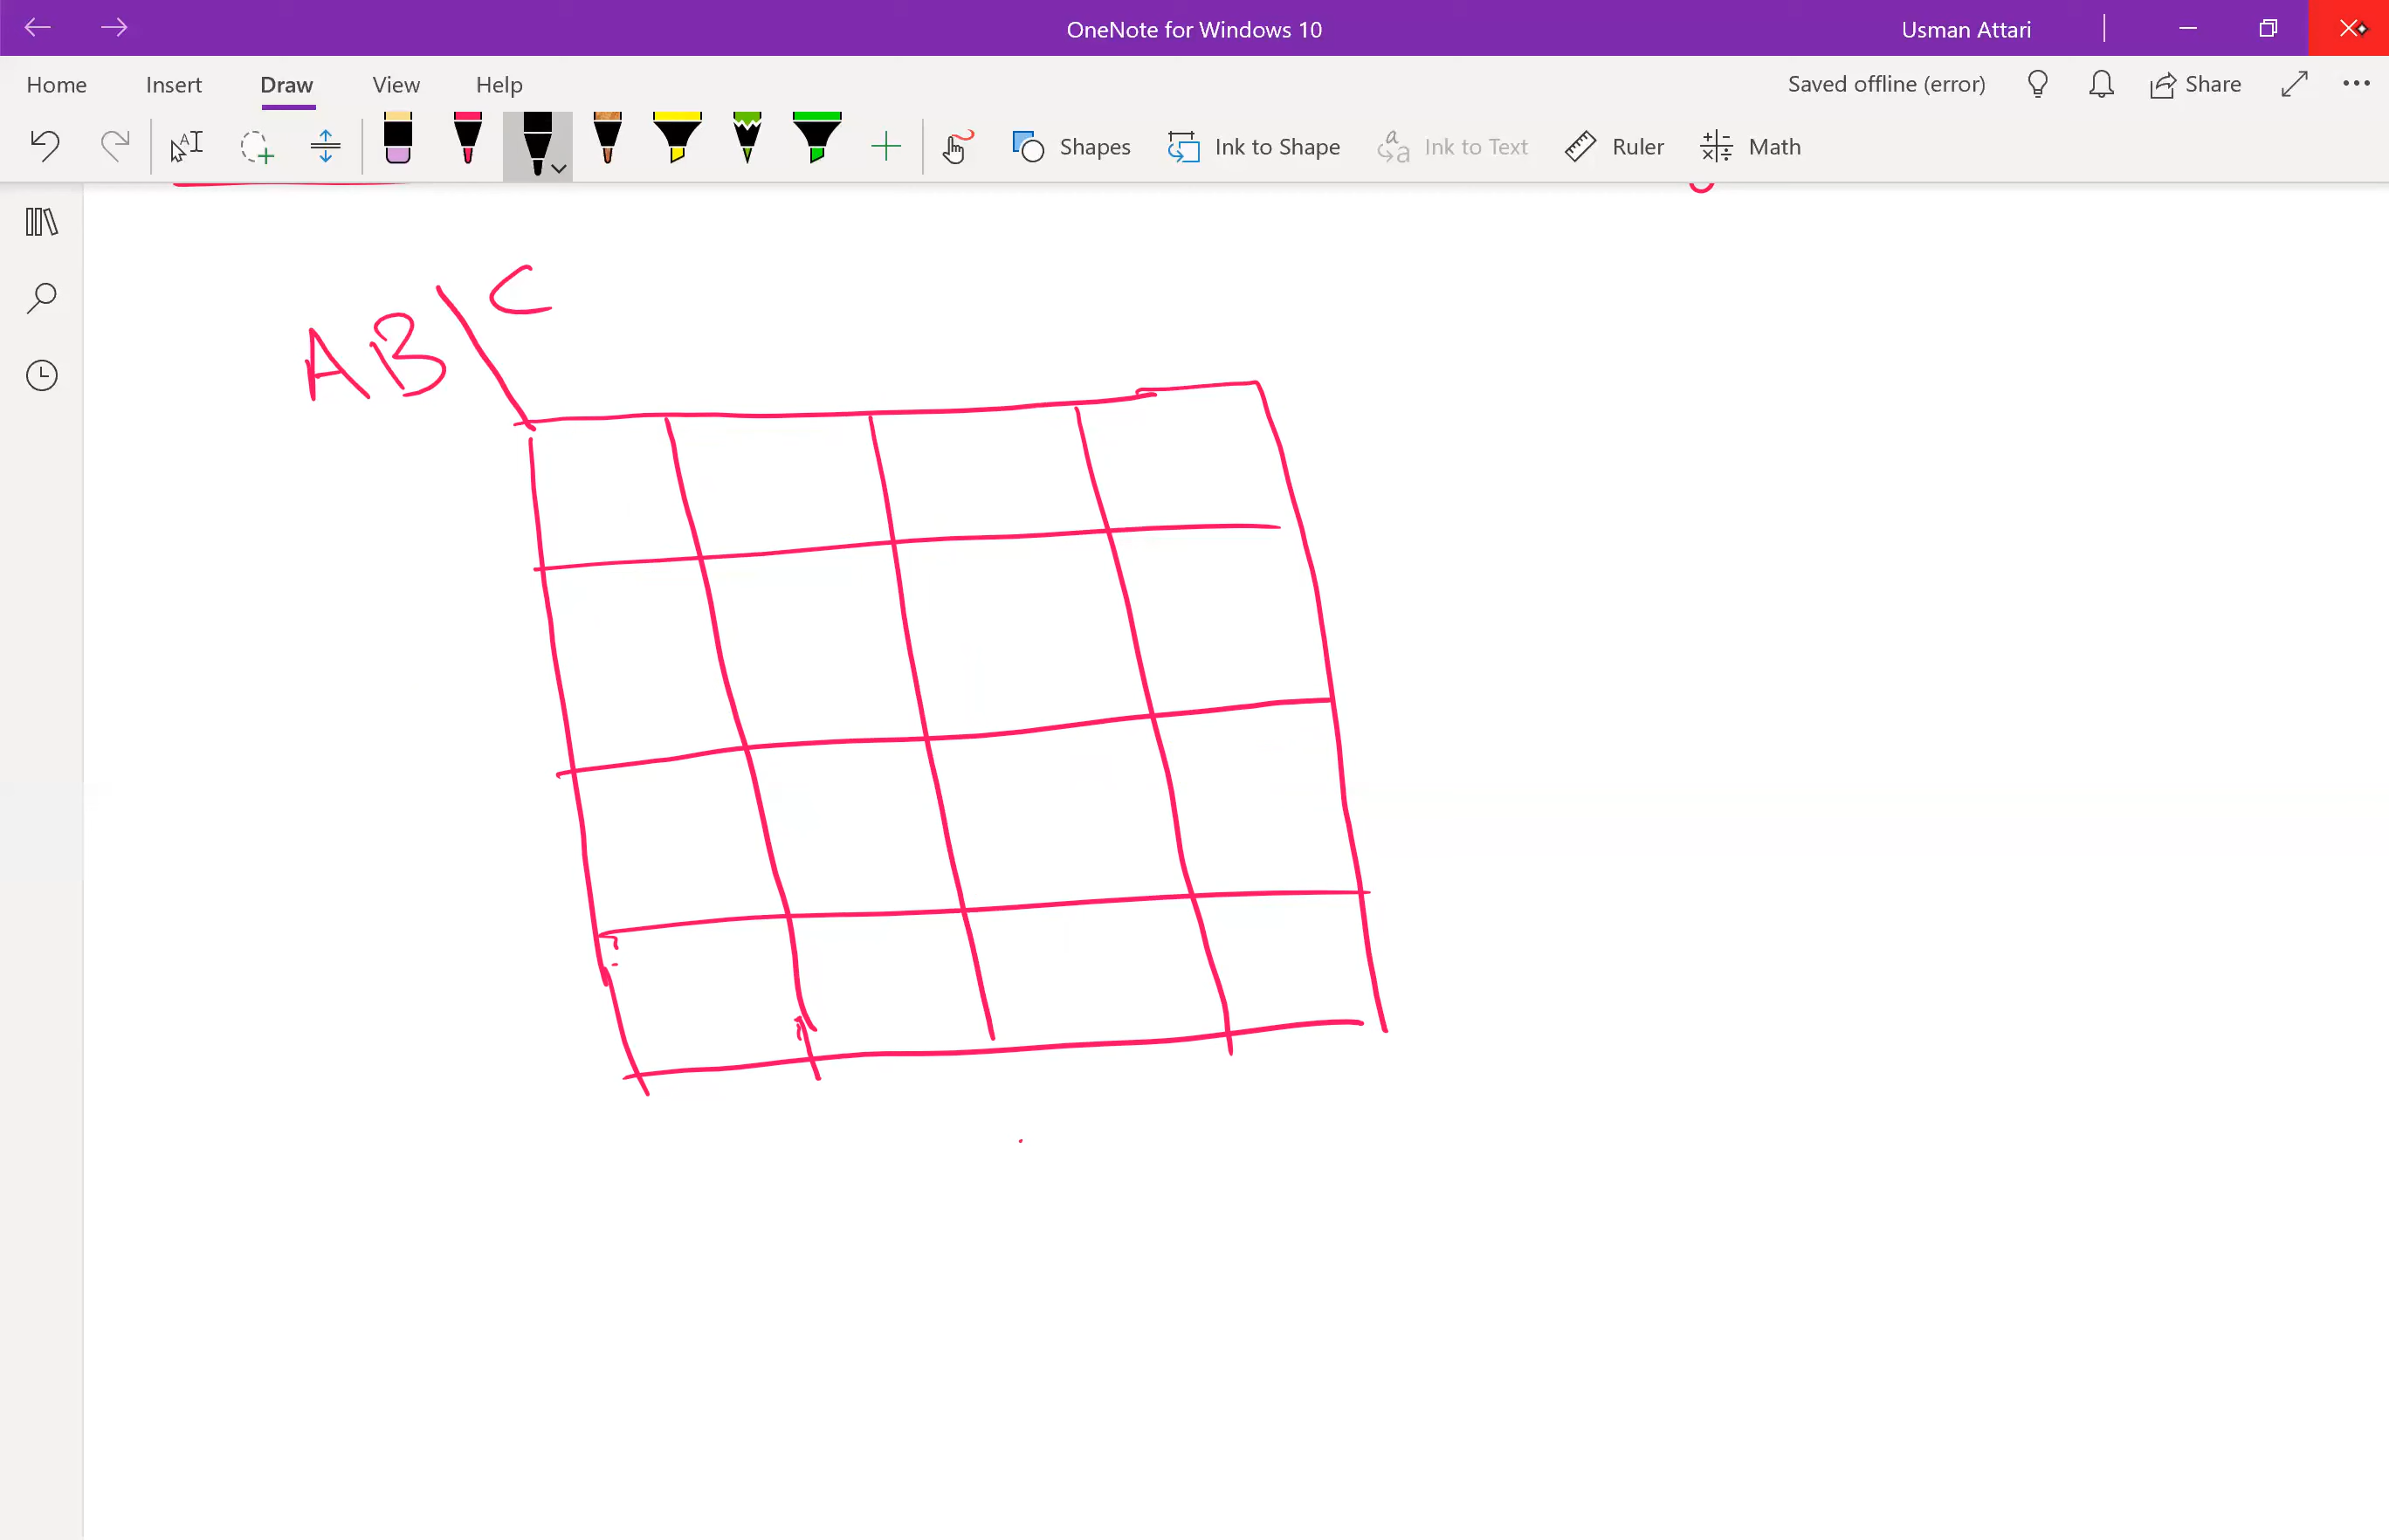 OneNote for Windows 10
Usman Attari
Home Insert Draw View Help
Saved offline (error)
Share
Shapes
Ink to Shape
Ink to Text
Ruler
Math
AB\C